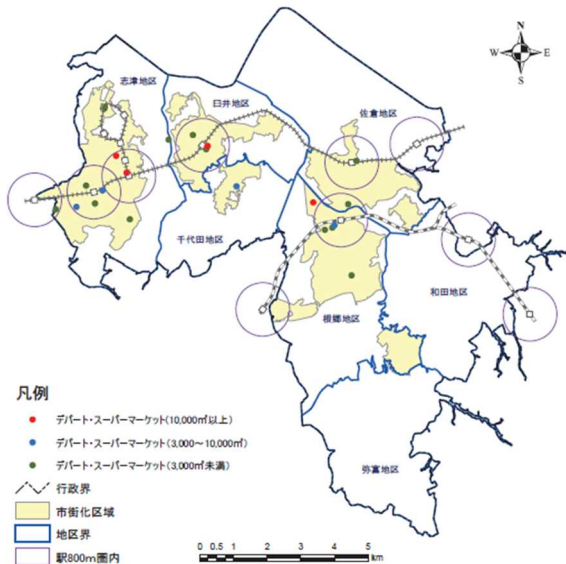 N
W E
S
志津地区
臼井地区
佐倉地区
千代田地区
和田地区
根郷地区
弥富地区
凡例
デパート・スーパーマーケット(10,000㎡以上)
デパート・スーパーマーケット(3,000～10,000㎡)
デパート・スーパーマーケット(3,000㎡未満)
行政界
市街化区域
地区界
駅800m圏内
0 0.5 1 2 3 4 5
km